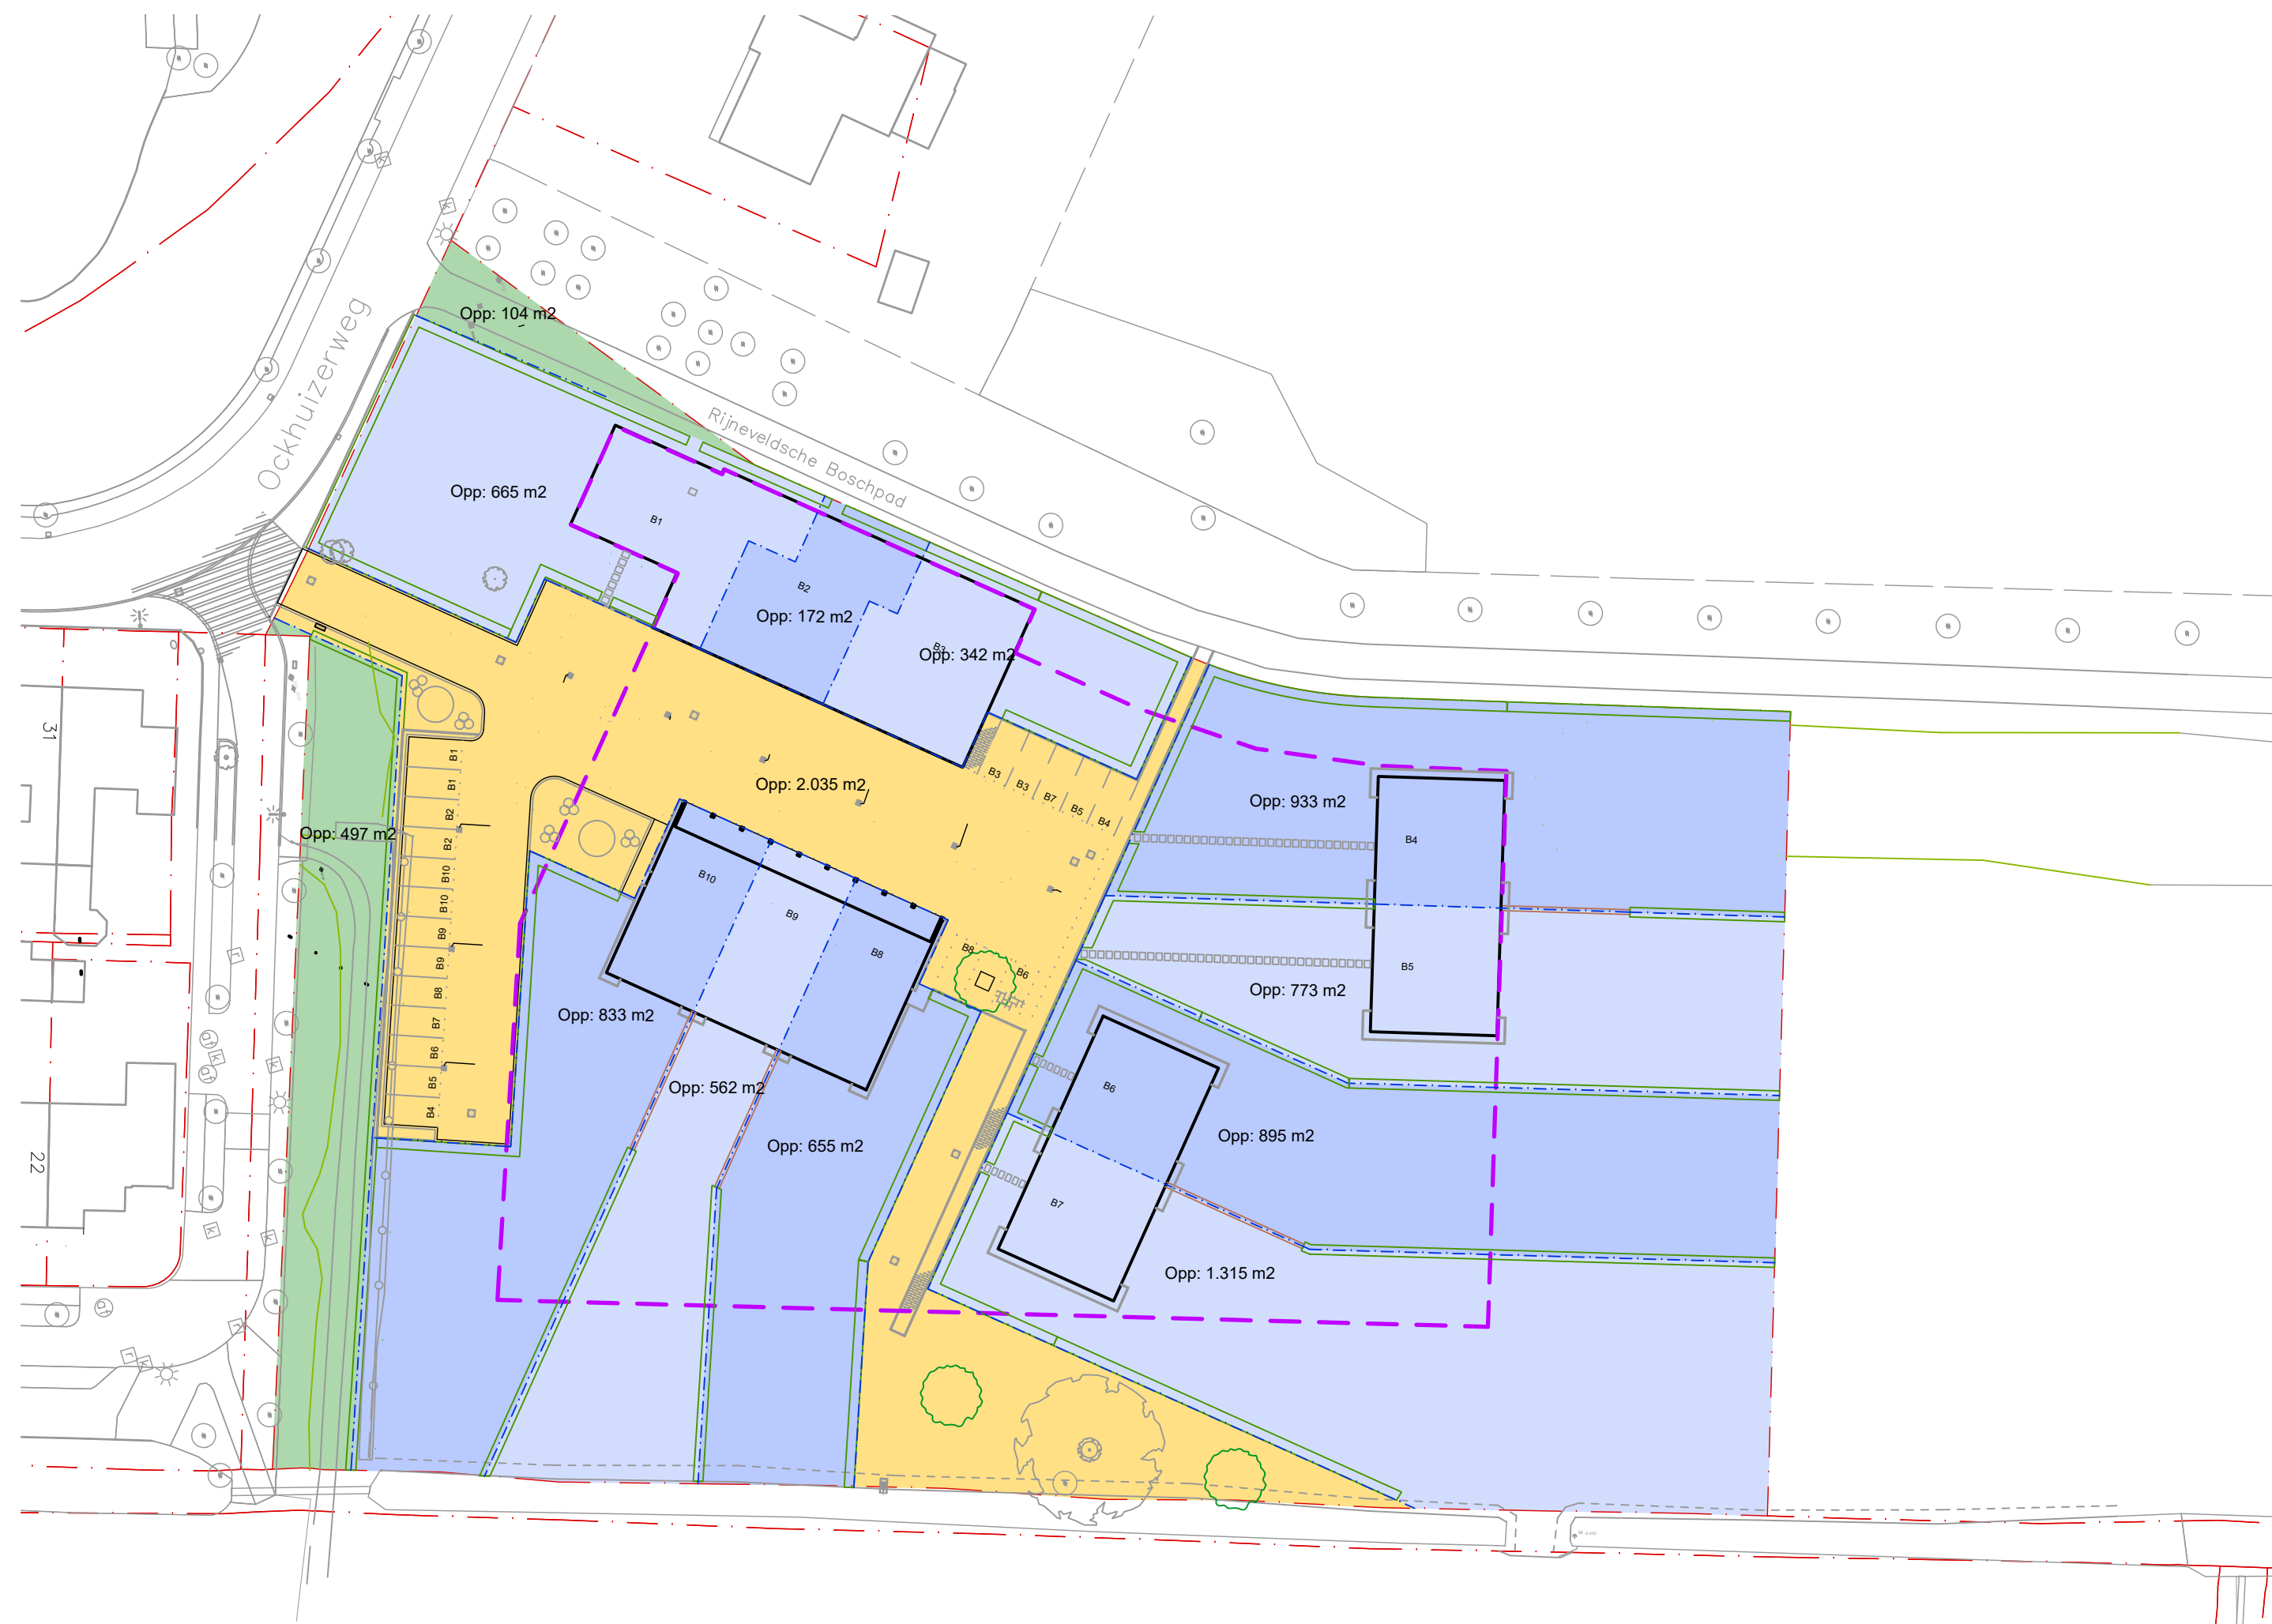 Opp: 104 m2
Ockhuizerweg
Rijneveldsche Boschpad
Opp: 665 m2
B1
B2
Opp: 172 m2
B3
Opp: 342 m2
31
B1
B1
B2
B2
B10
B10
B9
B9
B8
B7
B6
B5
B4
Opp: 497 m2
Opp: 2.035 m2
B3
B3
B7
B5
B4
Opp: 933 m2
B4
B10
B9
B8
B8
B6
B5
Opp: 773 m2
Opp: 833 m2
Opp: 562 m2
Opp: 655 m2
B6
Opp: 895 m2
B7
Opp: 1.315 m2
22